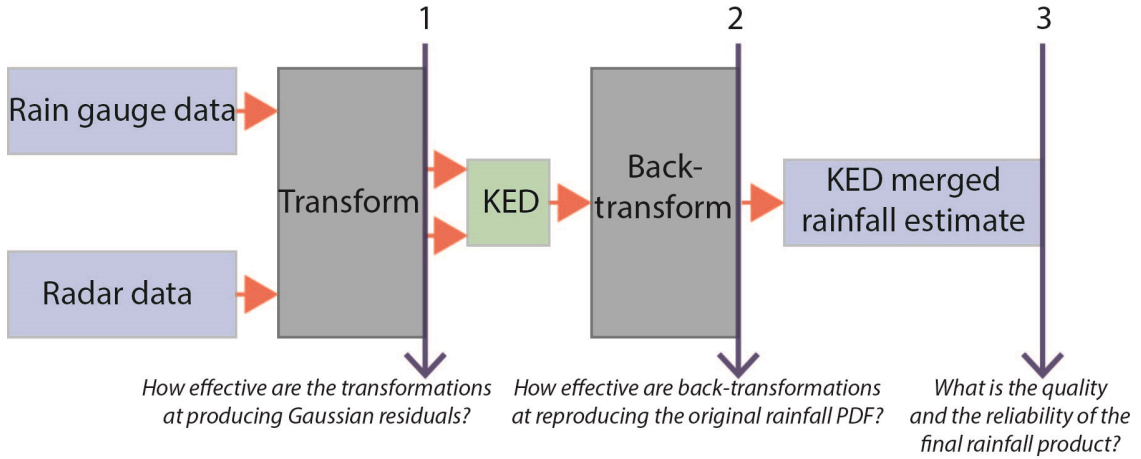 1
2
3
Rain gauge data
Radar data
Transform
KED
Back-
transform
KED merged
rainfall estimate
How effective are the transformations
at producing Gaussian residuals?
How effective are back-transformations
at reproducing the original rainfall PDF?
What is the quality
and the reliability of the
final rainfall product?